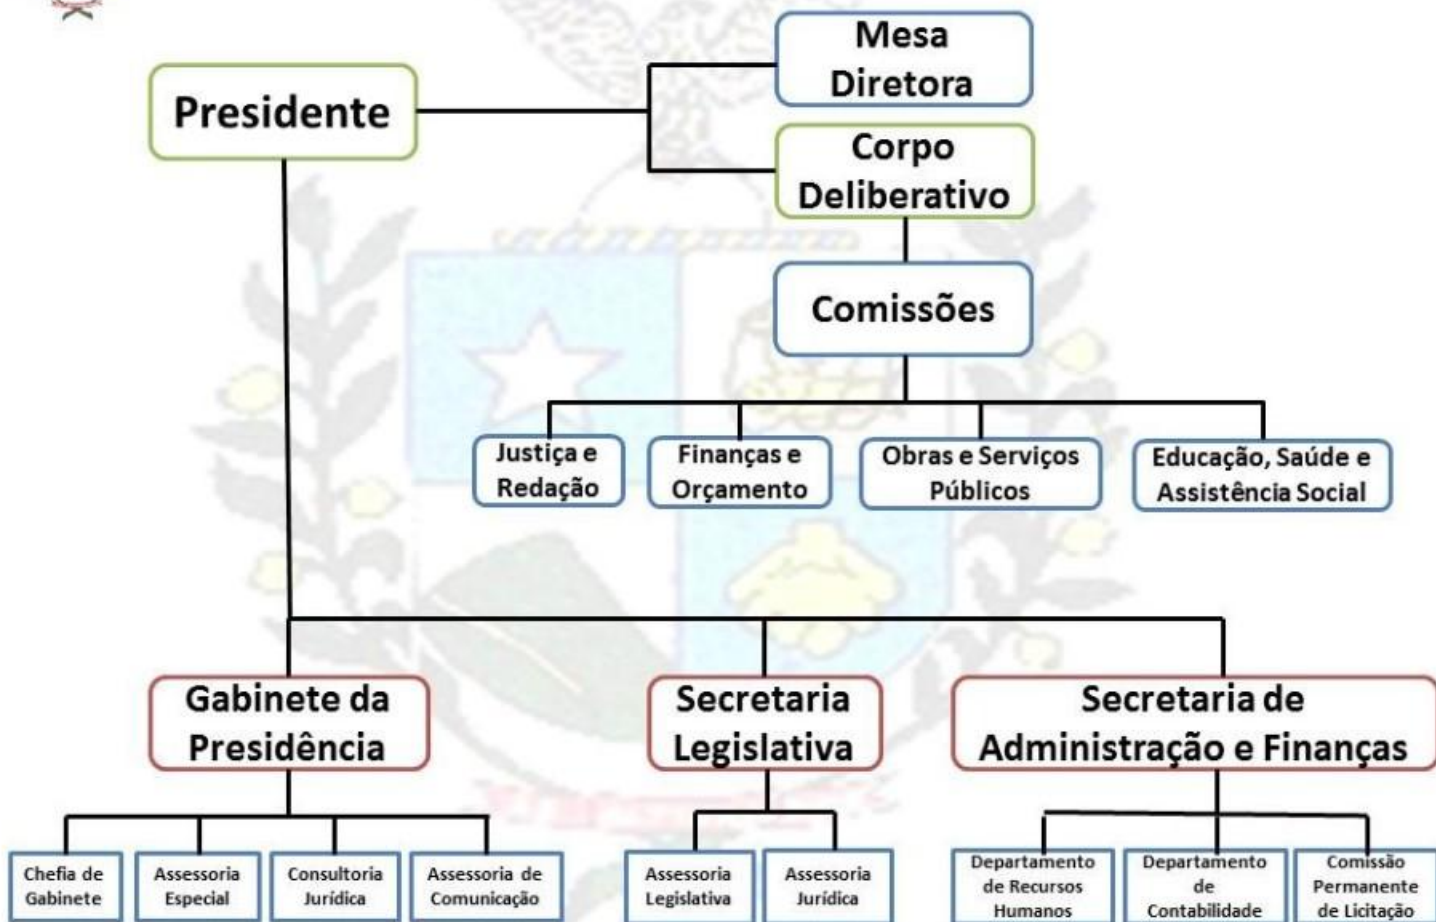 Mesa
Diretora
Presidente
Corpo
Deliberativo
Comissões
Justiça e
Redação
Finanças e
Orçamento
Obras e Serviços
Públicos
Educação, Saúde e
Assistência Social
Gabinete da
Presidência
Secretaria
Legislativa
Secretaria de
Administração e Finanças
Chefia de
Gabinete
Assessoria
Especial
Consultoria
Jurídica
Assessoria de
Comunicação
Assessoria
Legislativa
Assessoria
Jurídica
Departamento
de Recursos
Humanos
Departamento
de
Contabilidade
Comissão
Permanente
de Licitação